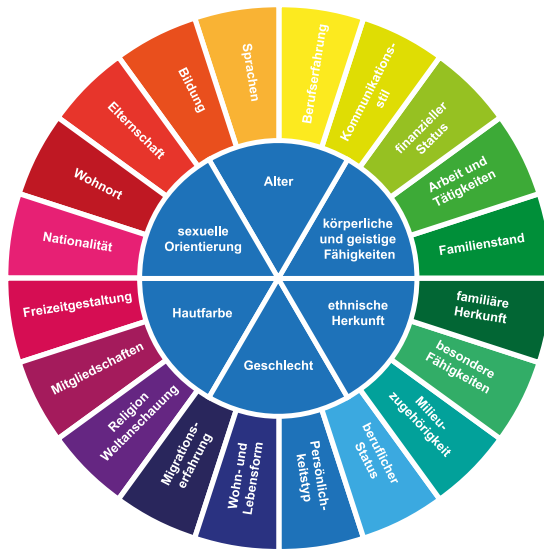 Alter
körperliche
und geistige
Fähigkeiten
ethnische
Herkunft
Geschlecht
Hautfarbe
sexuelle
Orientierung
Berufserfahrung
Kommunikations-
stil
finanzieller
Status
Arbeit und
Tätigkeiten
Familienstand
familiäre
Herkunft
besondere
Fähigkeiten
Milieu-
zugehörigkeit
beruflicher
Status
Persönlich-
keitstyp
Wohn- und
Lebensform
Migrations-
erfahrung
Religion
Weltanschauung
Mitgliedschaften
Freizeitgestaltung
Nationalität
Wohnort
Elternschaft
Bildung
Sprachen